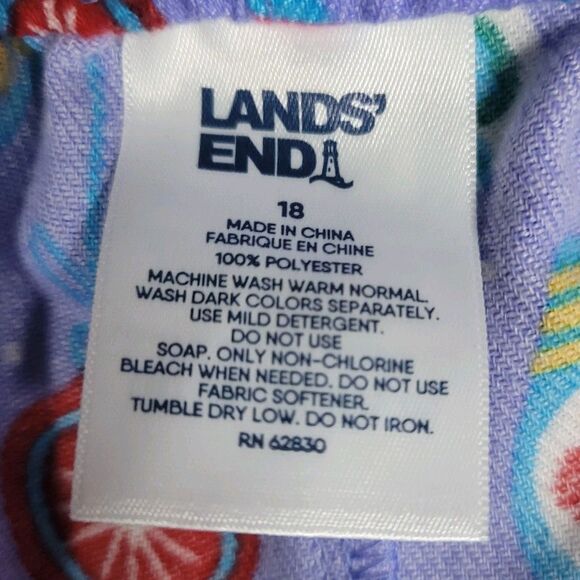 LANDS'
END
18
MADE IN CHINA
FABRIQUE EN CHINE
100% POLYESTER
MACHINE WASH WARM NORMAL.
WASH DARK COLORS SEPARATELY.
USE MILD DETERGENT.
DO NOT USE
SOAP. ONLY NON-CHLORINE
BLEACH WHEN NEEDED. DO NOT USE
FABRIC SOFTENER.
TUMBLE DRY LOW. DO NOT IRON.
RN 62830